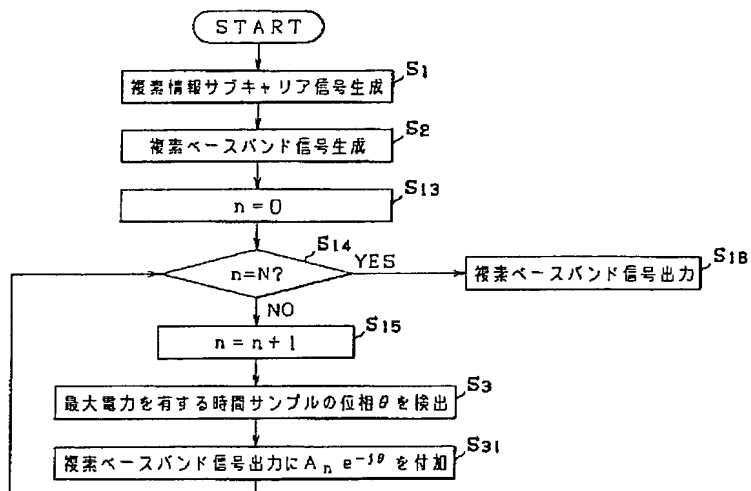 START
S1
複素情報サブキャリア信号生成
S2
複素ベースバンド信号生成
S13
n=0
S14
n=N?
YES
S18
複素ベースバンド信号出力
NO
S15
n=n+1
S3
最大電力を有する時間サンプルの位相θを検出
S31
複素ベースバンド信号出力にAn e-jθを付加